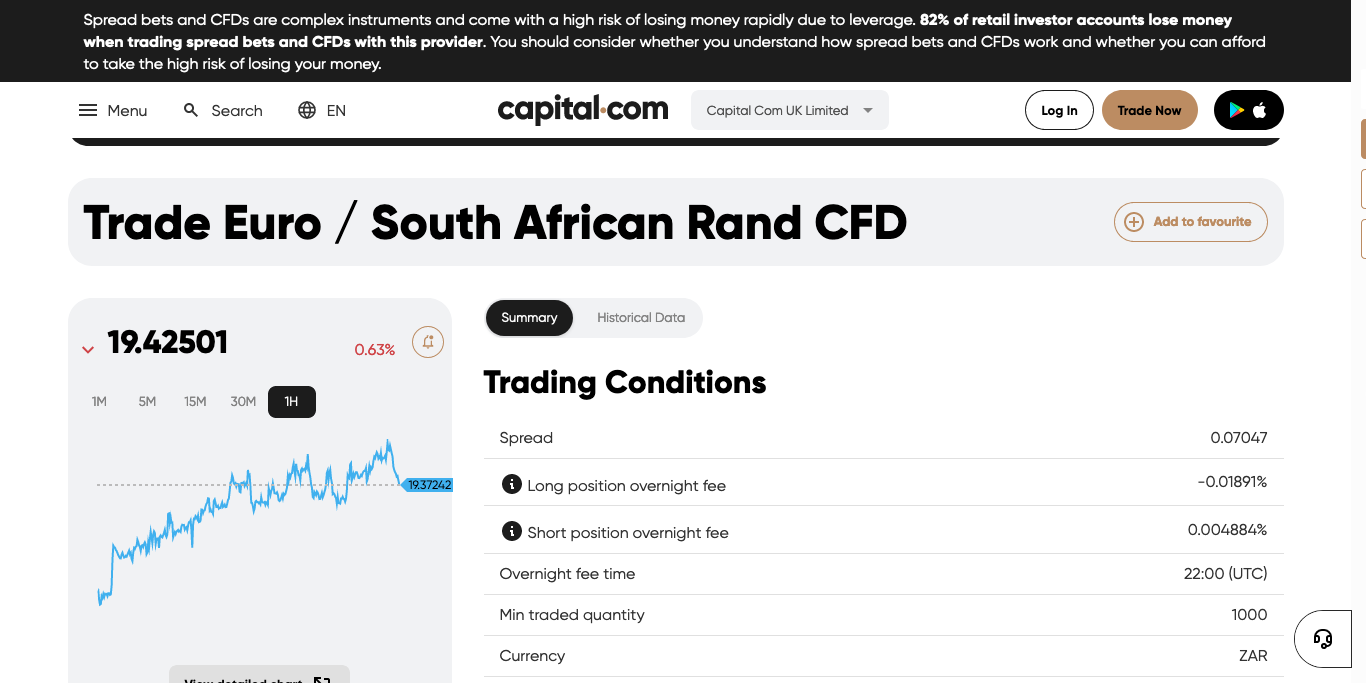 Spread bets and CFDs are complex instruments and come with a high risk of losing money rapidly due to leverage. 82% of retail investor accounts lose money
when trading spread bets and CFDs with this provider. You should consider whether you understand how spread bets and CFDs work and whether you can afford
to take the high risk of losing your money.
Menu Search EN capital.com Capital Com UK Limited Log In Trade Now
Trade Euro / South African Rand CFD Add to favourite
19.42501 0.63%
1M 5M 15M 30M 1H
19.37242
View detailed chart
Summary Historical Data
Trading Conditions
Spread 0.07047
Long position overnight fee -0.01891%
Short position overnight fee 0.004884%
Overnight fee time 22:00 (UTC)
Min traded quantity 1000
Currency ZAR